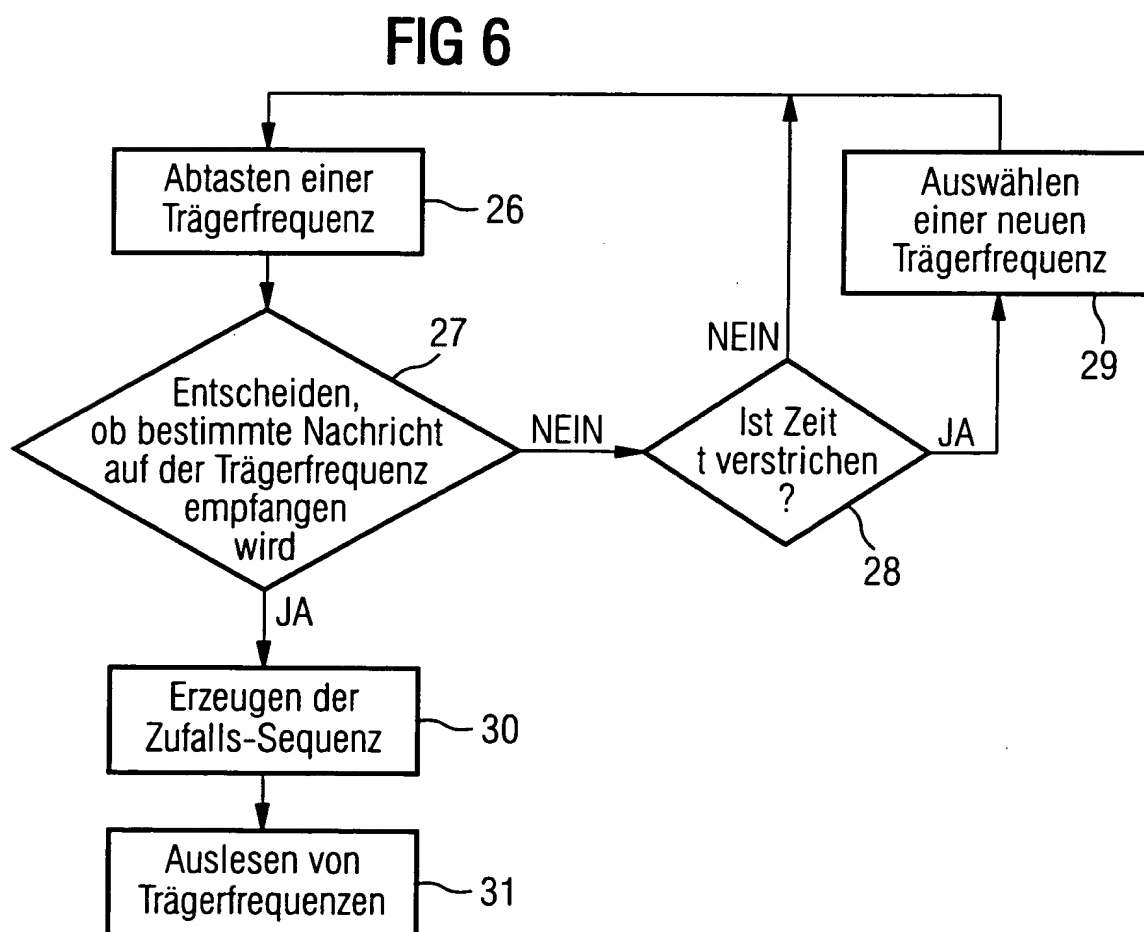 FIG 6
Abtasten einer
Trägerfrequenz
26
Auswählen
einer neuen
Trägerfrequenz
29
27
Entscheiden,
ob bestimmte Nachricht
auf der Trägerfrequenz
empfangen
wird
NEIN
NEIN
Ist Zeit
t verstrichen
?
JA
28
JA
Erzeugen der
Zufalls-Sequenz
30
Auslesen von
Trägerfrequenzen
31